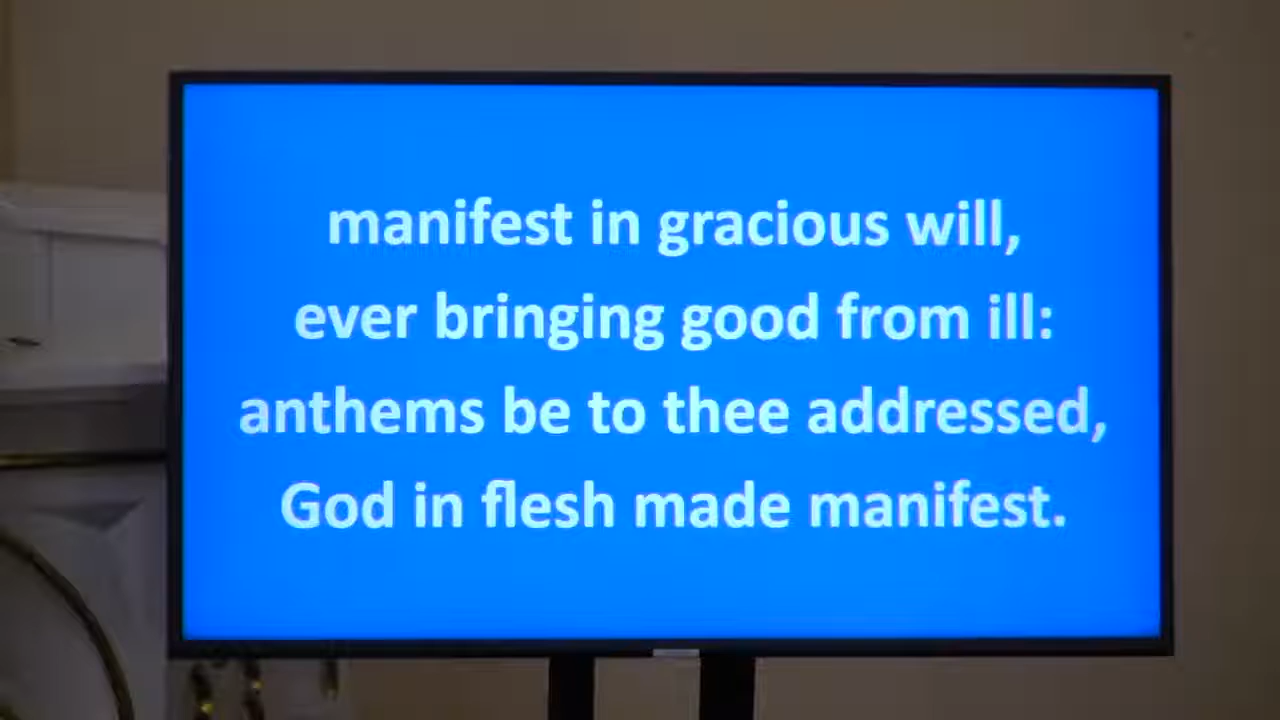 manifest in gracious will,
ever bringing good from ill:
anthems be to thee addressed,
God in flesh made manifest.